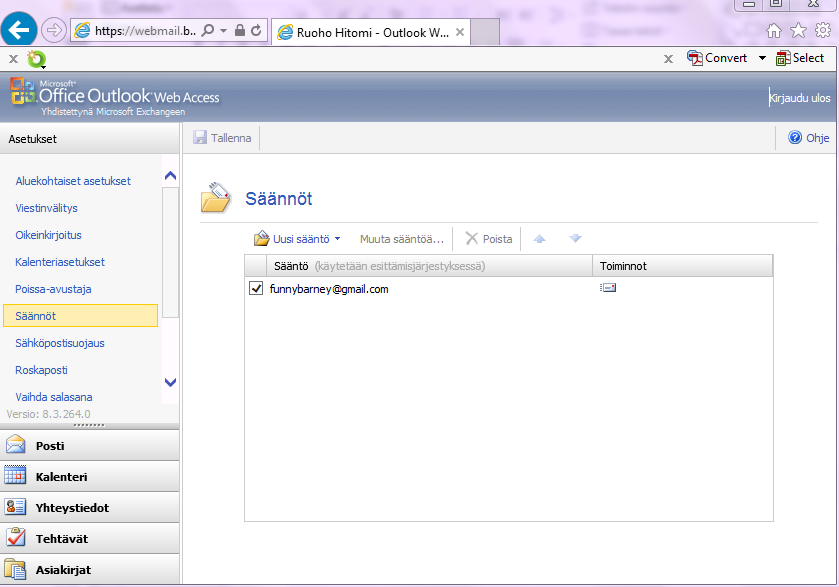 https://webmail.b...
Ruoho Hitomi - Outlook W...
Convert
Select
Microsoft
Office Outlook Web Access
Yhdistettynä Microsoft Exchangeen
Kirjaudu ulos
Asetukset
Tallenna
Ohje
Aluekohtaiset asetukset
Viestinvälitys
Oikeinkirjoitus
Kalenteriasetukset
Poissa-avustaja
Säännöt
Sähköpostisuojaus
Roskaposti
Vaihda salasana
Versio: 8.3.264.0
Posti
Kalenteri
Yhteystiedot
Tehtävät
Asiakirjat
Säännöt
Uusi sääntö
Muuta sääntöä...
Poista
Sääntö (käytetään esittämisjärjestyksessä)
Toiminnot
funnybarney@gmail.com